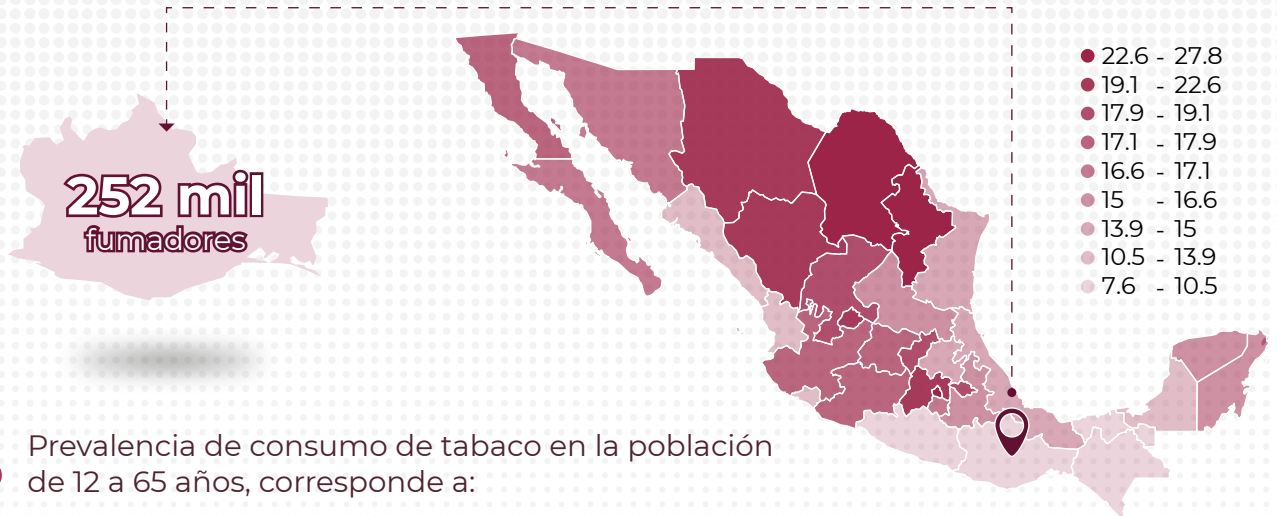 252 mil
fumadores
22.6 - 27.8
19.1 - 22.6
17.9 - 19.1
17.1 - 17.9
16.6 - 17.1
15 - 16.6
13.9 - 15
10.5 - 13.9
7.6 - 10.5
Prevalencia de consumo de tabaco en la población
de 12 a 65 años, corresponde a: